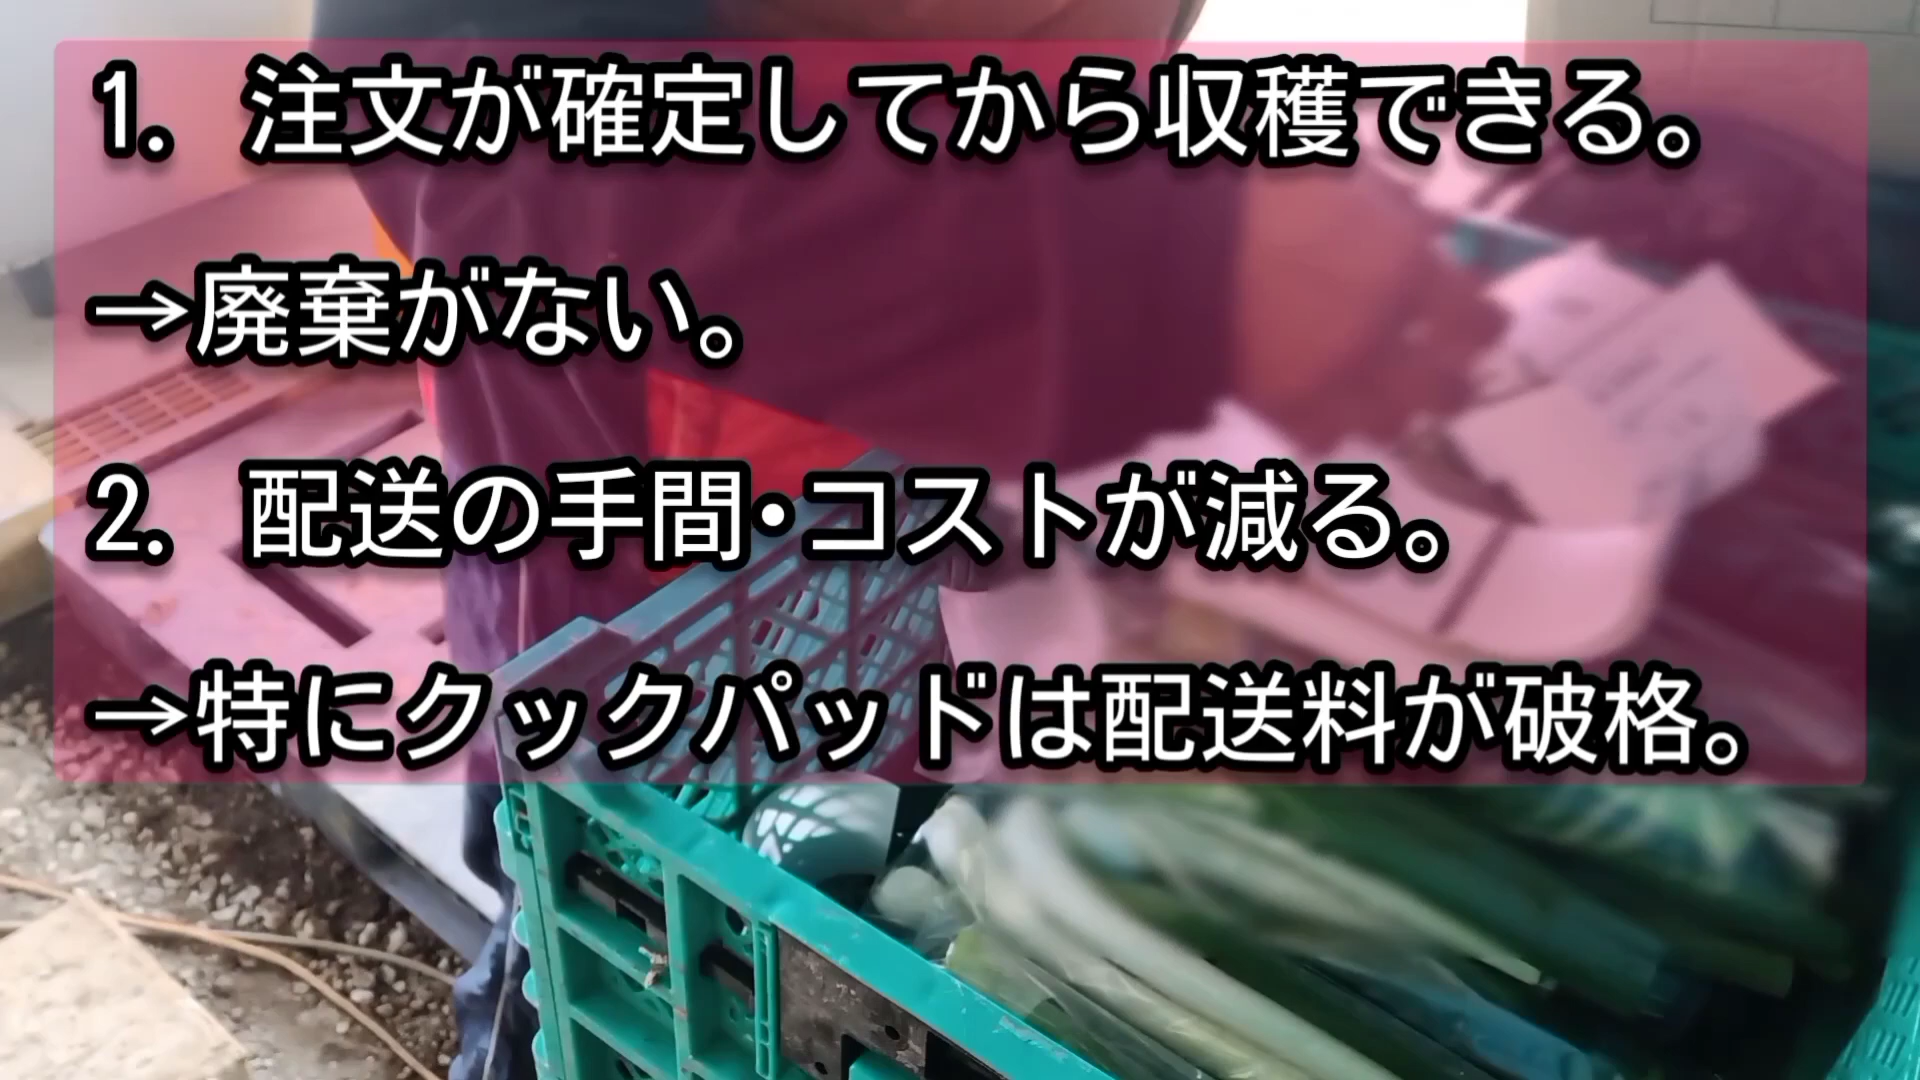 1. 注文が確定してから収穫できる。
→廃棄がない。
2. 配送の手間・コストが減る。
→特にクックパッドは配送料が破格。